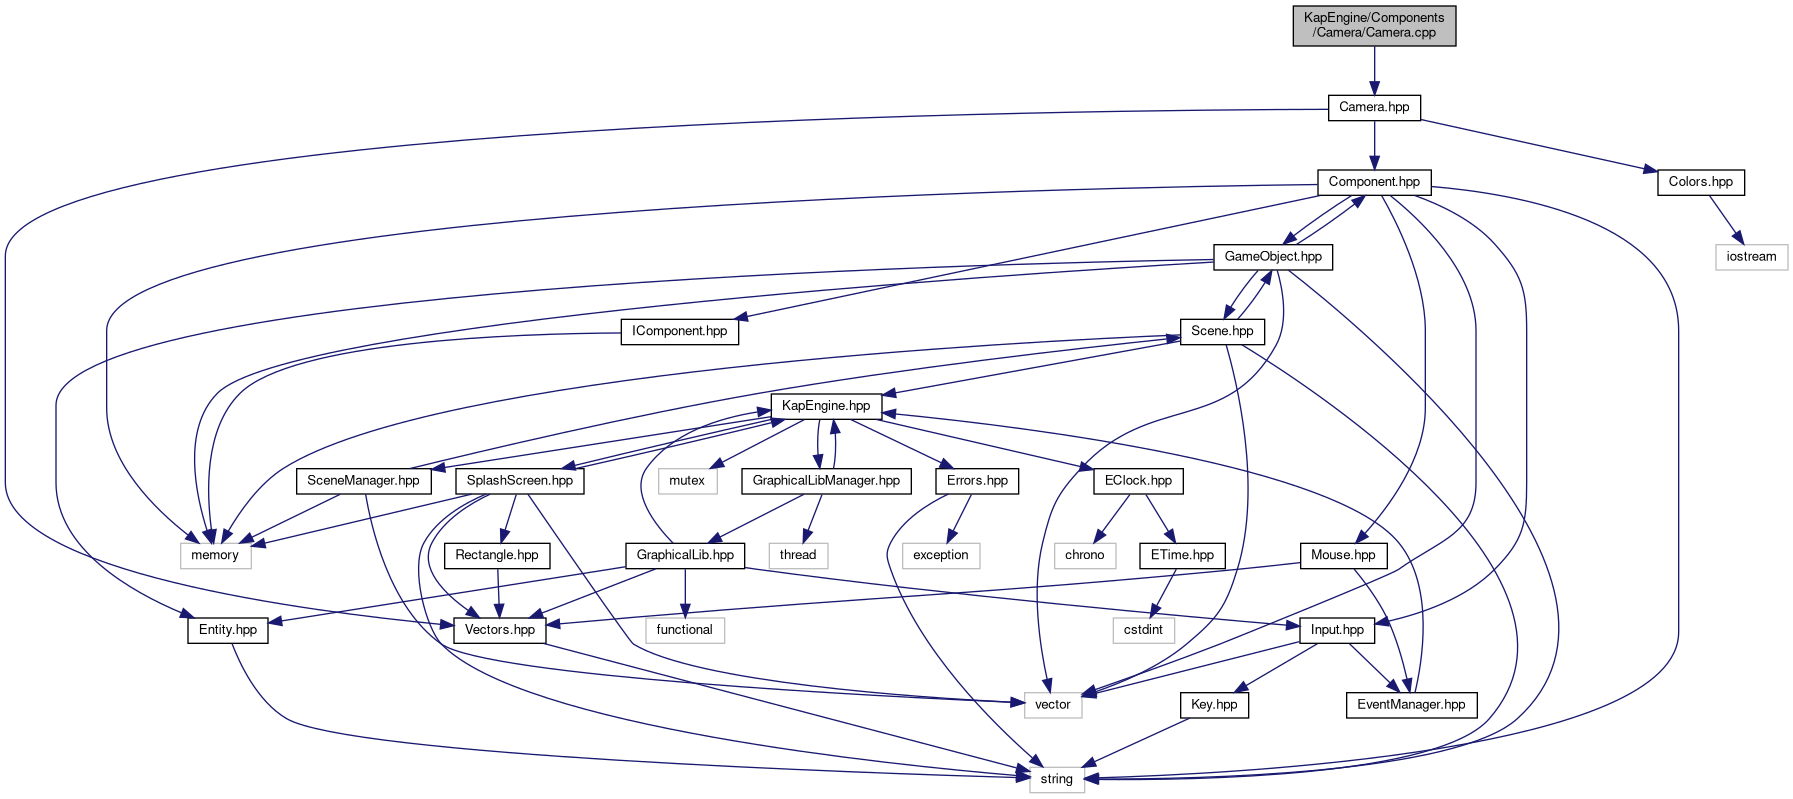 KapEngine/Components
/Camera/Camera.cpp
Camera.hpp
Component.hpp
Colors.hpp
GameObject.hpp
iostream
IComponent.hpp
Scene.hpp
KapEngine.hpp
SceneManager.hpp
SplashScreen.hpp
mutex
GraphicalLibManager.hpp
Errors.hpp
EClock.hpp
memory
Rectangle.hpp
GraphicalLib.hpp
thread
exception
chrono
ETime.hpp
Mouse.hpp
Entity.hpp
Vectors.hpp
functional
cstdint
Input.hpp
vector
Key.hpp
EventManager.hpp
string